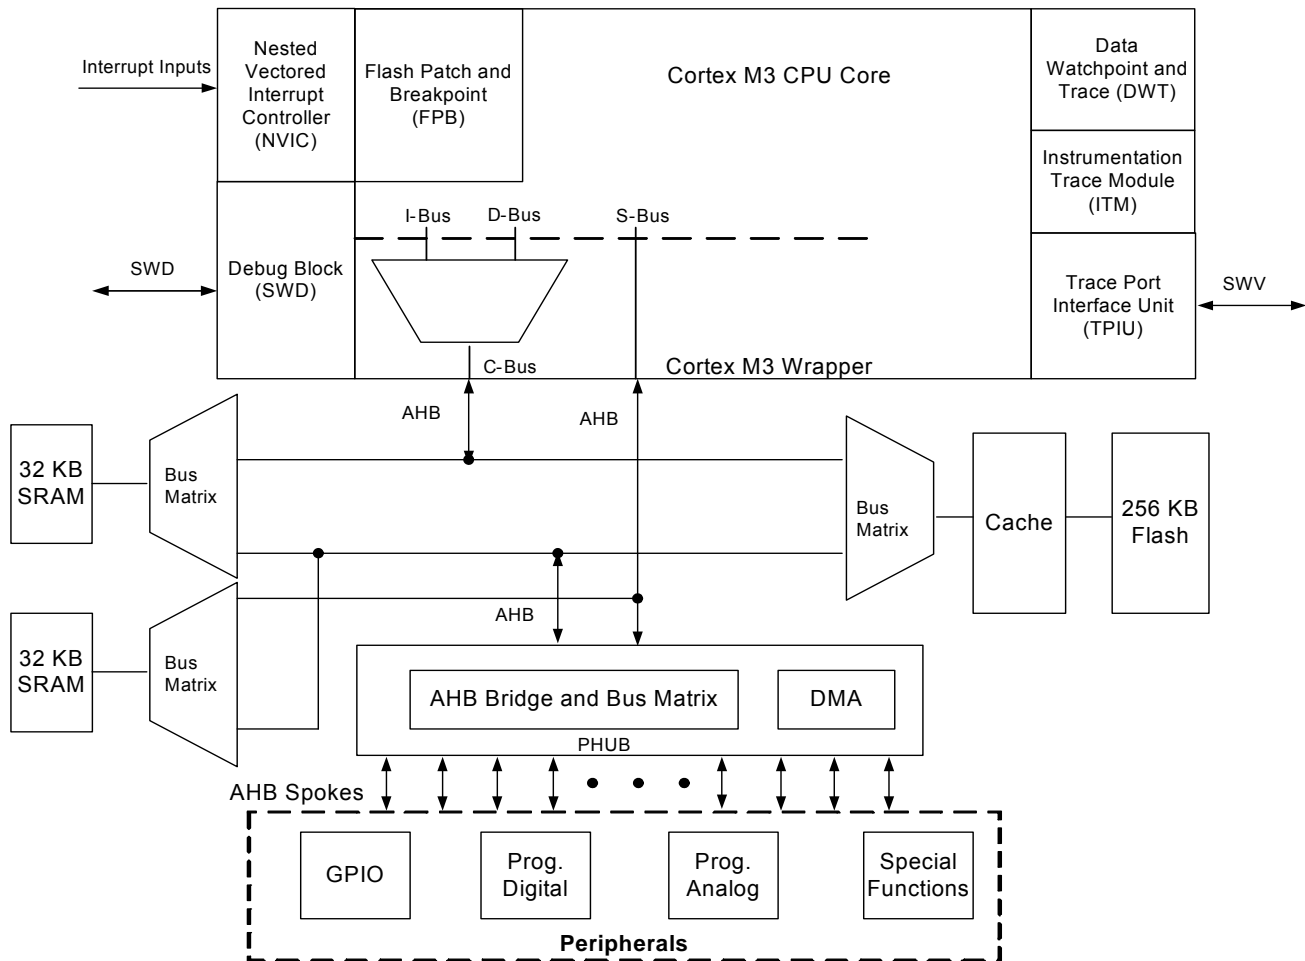 Interrupt Inputs
Nested
Vectored
Interrupt
Controller
(NVIC)
Flash Patch and
Breakpoint
(FPB)
Cortex M3 CPU Core
Data
Watchpoint and
Trace (DWT)
Instrumentation
Trace Module
(ITM)
I-Bus
D-Bus
S-Bus
SWD
Debug Block
(SWD)
Trace Port
Interface Unit
(TPIU)
SWV
C-Bus
Cortex M3 Wrapper
AHB
AHB
32 KB
SRAM
Bus
Matrix
Bus
Matrix
Cache
256 KB
Flash
AHB
32 KB
SRAM
Bus
Matrix
AHB Bridge and Bus Matrix
DMA
PHUB
AHB Spokes
GPIO
Prog.
Digital
Prog.
Analog
Special
Functions
Peripherals